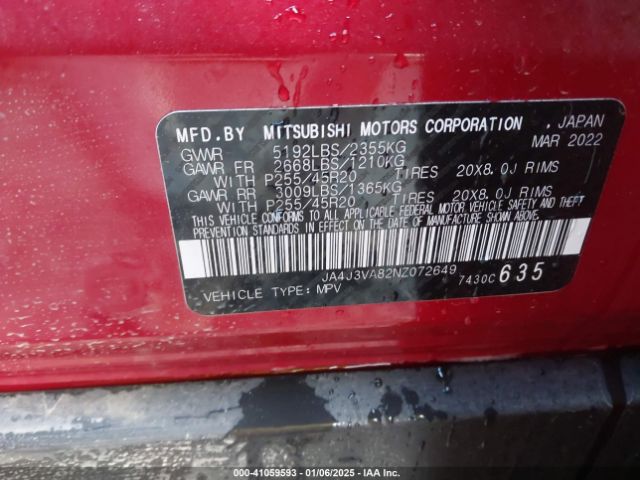 MFD.BY MITSUBISHI MOTORS CORPORATION , JAPAN
GVWR 5192LBS/2355KG MAR 2022
GAWR FR 2668LBS/1210KG
WITH P255/45R20 TIRES 20X8.0J RIMS
GAWR RR 3009LBS/1365KG
WITH P255/45R20 TIRES 20X8.0J RIMS
THIS VEHICLE CONFORMS TO ALL APPLICABLE FEDERAL MOTOR VEHICLE SAFETY AND THEFT
PREVENTION STANDARDS IN EFFECT ON THE DATE OF MANUFACTURE SHOWN ABOVE.
JA4J3VA82NZ072649
7430C 635
VEHICLE TYPE: MPV
000-41059593 - 01/06/2025 - IAAI.COM